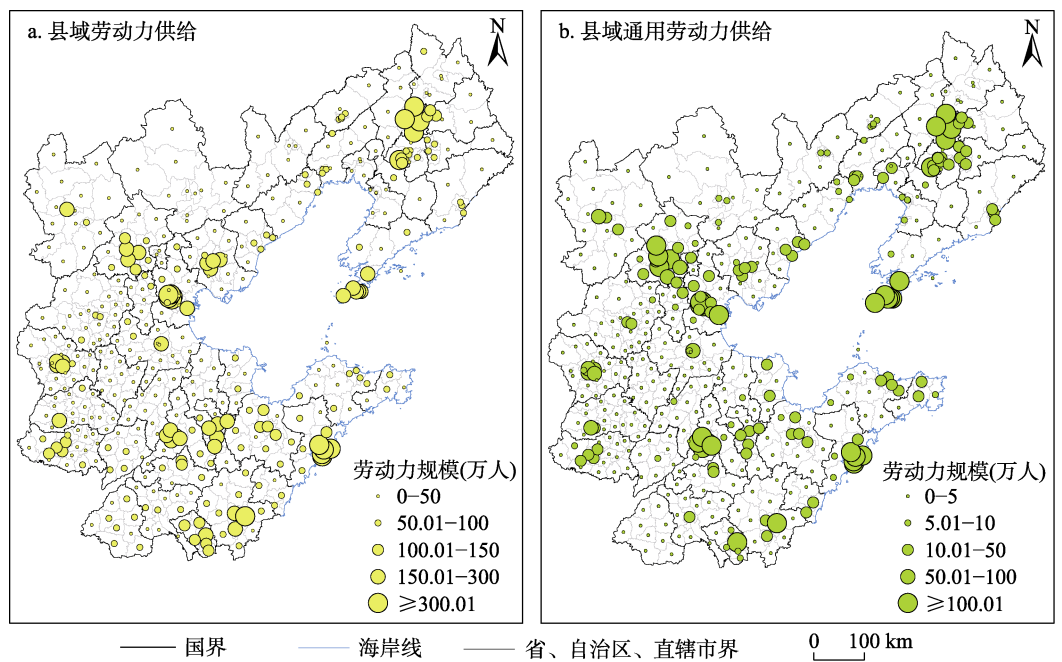 a. 县域劳动力供给
N
劳动力规模(万人)
0−50
50.01−100
100.01−150
150.01−300
≥300.01
b. 县域通用劳动力供给
N
劳动力规模(万人)
0−5
5.01−10
10.01−50
50.01−100
≥100.01
国界
海岸线
省、自治区、直辖市界
0 100 km